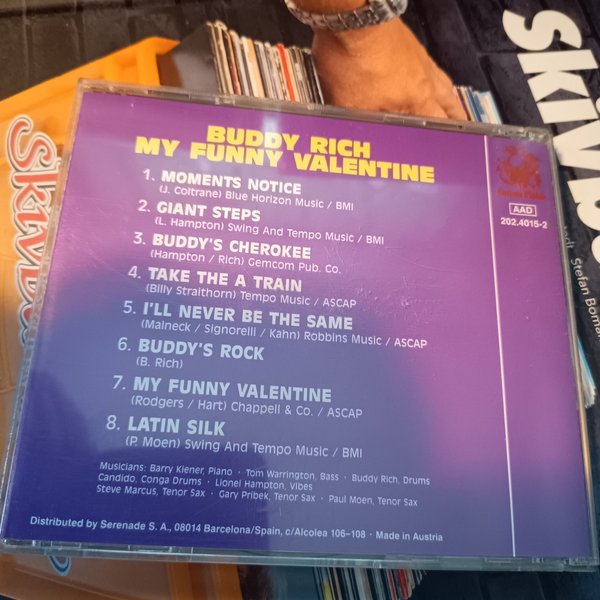 BUDDY RICH
MY FUNNY VALENTINE
1. MOMENTS NOTICE
(J. Coltrane) Blue Horizon Music / BMI
2. GIANT STEPS
(L. Hampton) Swing And Tempo Music / BMI
3. BUDDY'S CHEROKEE
(Hampton / Rich) Gemcom Pub. Co.
4. TAKE THE A TRAIN
(Billy Straithorn) Tempo Music / ASCAP
5. I'LL NEVER BE THE SAME
(Malneck / Signorelli / Kahn) Robbins Music / ASCAP
6. BUDDY'S ROCK
(B. Rich)
7. MY FUNNY VALENTINE
(Rodgers / Hart) Chappell & Co. / ASCAP
8. LATIN SILK
(P. Moen) Swing And Tempo Music / BMI
Musicians: Barry Kiener, Piano · Tom Warrington, Bass · Buddy Rich, Drums
Candido, Conga Drums · Lionel Hampton, Vibes
Steve Marcus, Tenor Sax · Gary Pribek, Tenor Sax · Paul Moen, Tenor Sax
Distributed by Serenade S. A., 08014 Barcelona/Spain, c/Alcolea 106-108 · Made in Austria
AAD
202.4015-2
Stefan Boman